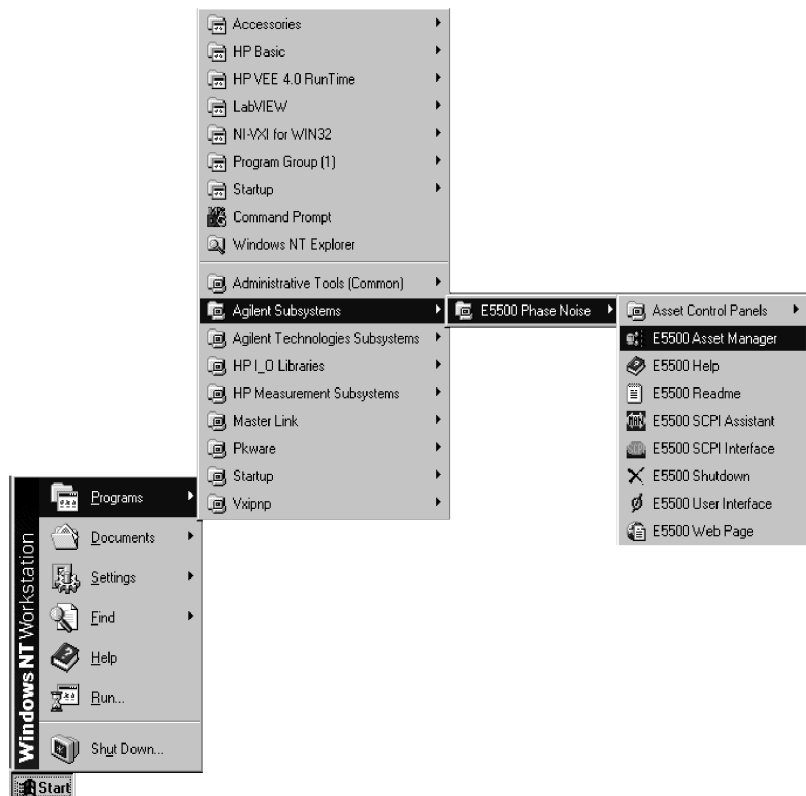 Accessories
HP Basic
HP VEE 4.0 RunTime
LabVIEW
NI-VXI for WIN32
Program Group (1)
Startup
Command Prompt
Windows NT Explorer
Administrative Tools (Common)
Agilent Subsystems
Agilent Technologies Subsystems
HP I_O Libraries
HP Measurement Subsystems
Master Link
Pkware
Startup
Vxipnp
E5500 Phase Noise
Asset Control Panels
E5500 Asset Manager
E5500 Help
E5500 Readme
E5500 SCPI Assistant
E5500 SCPI Interface
E5500 Shutdown
E5500 User Interface
E5500 Web Page
Programs
Documents
Settings
Find
Help
Run...
Shut Down...
Windows NT Workstation
Start